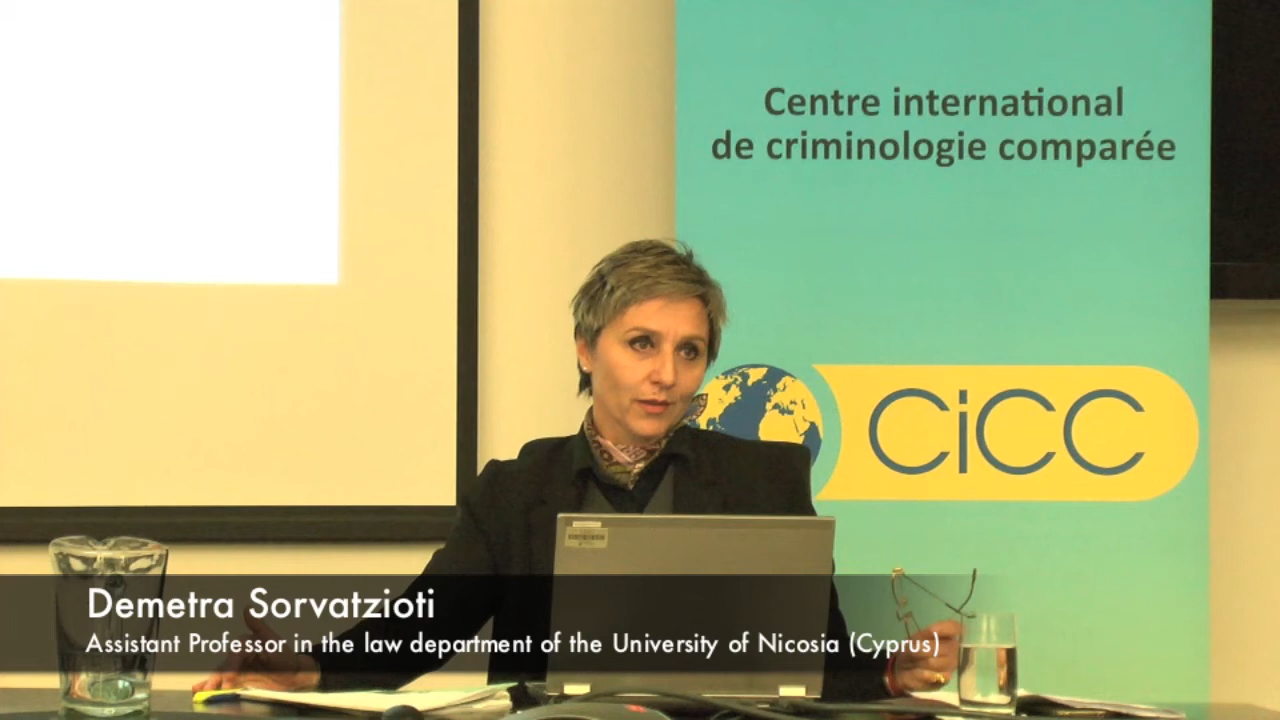 Centre international
de criminologie comparée
CiCC
Demetra Sorvatzioti
Assistant Professor in the law department of the University of Nicosia (Cyprus)